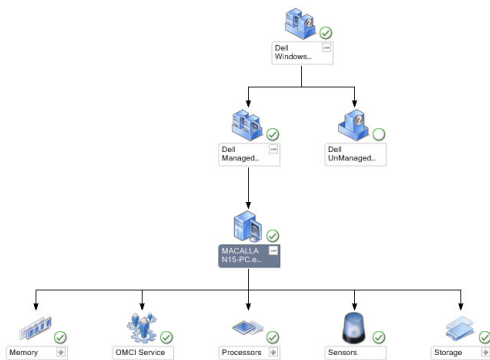 Dell
Windows..
Dell
Managed..
Dell
UnManaged..
MACALLA
N15-PC.e..
Memory
OMCI Service
Processors
Sensors
Storage